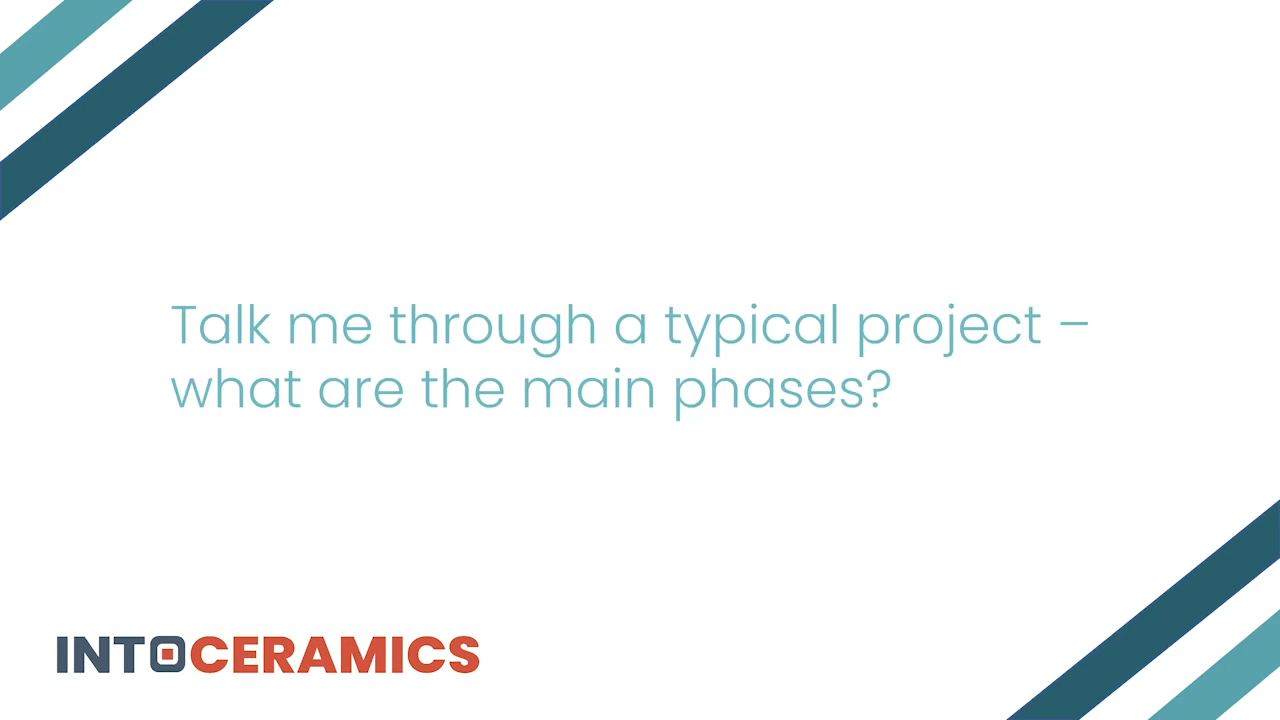 Talk me through a typical project –
what are the main phases?
INTOCERAMICS